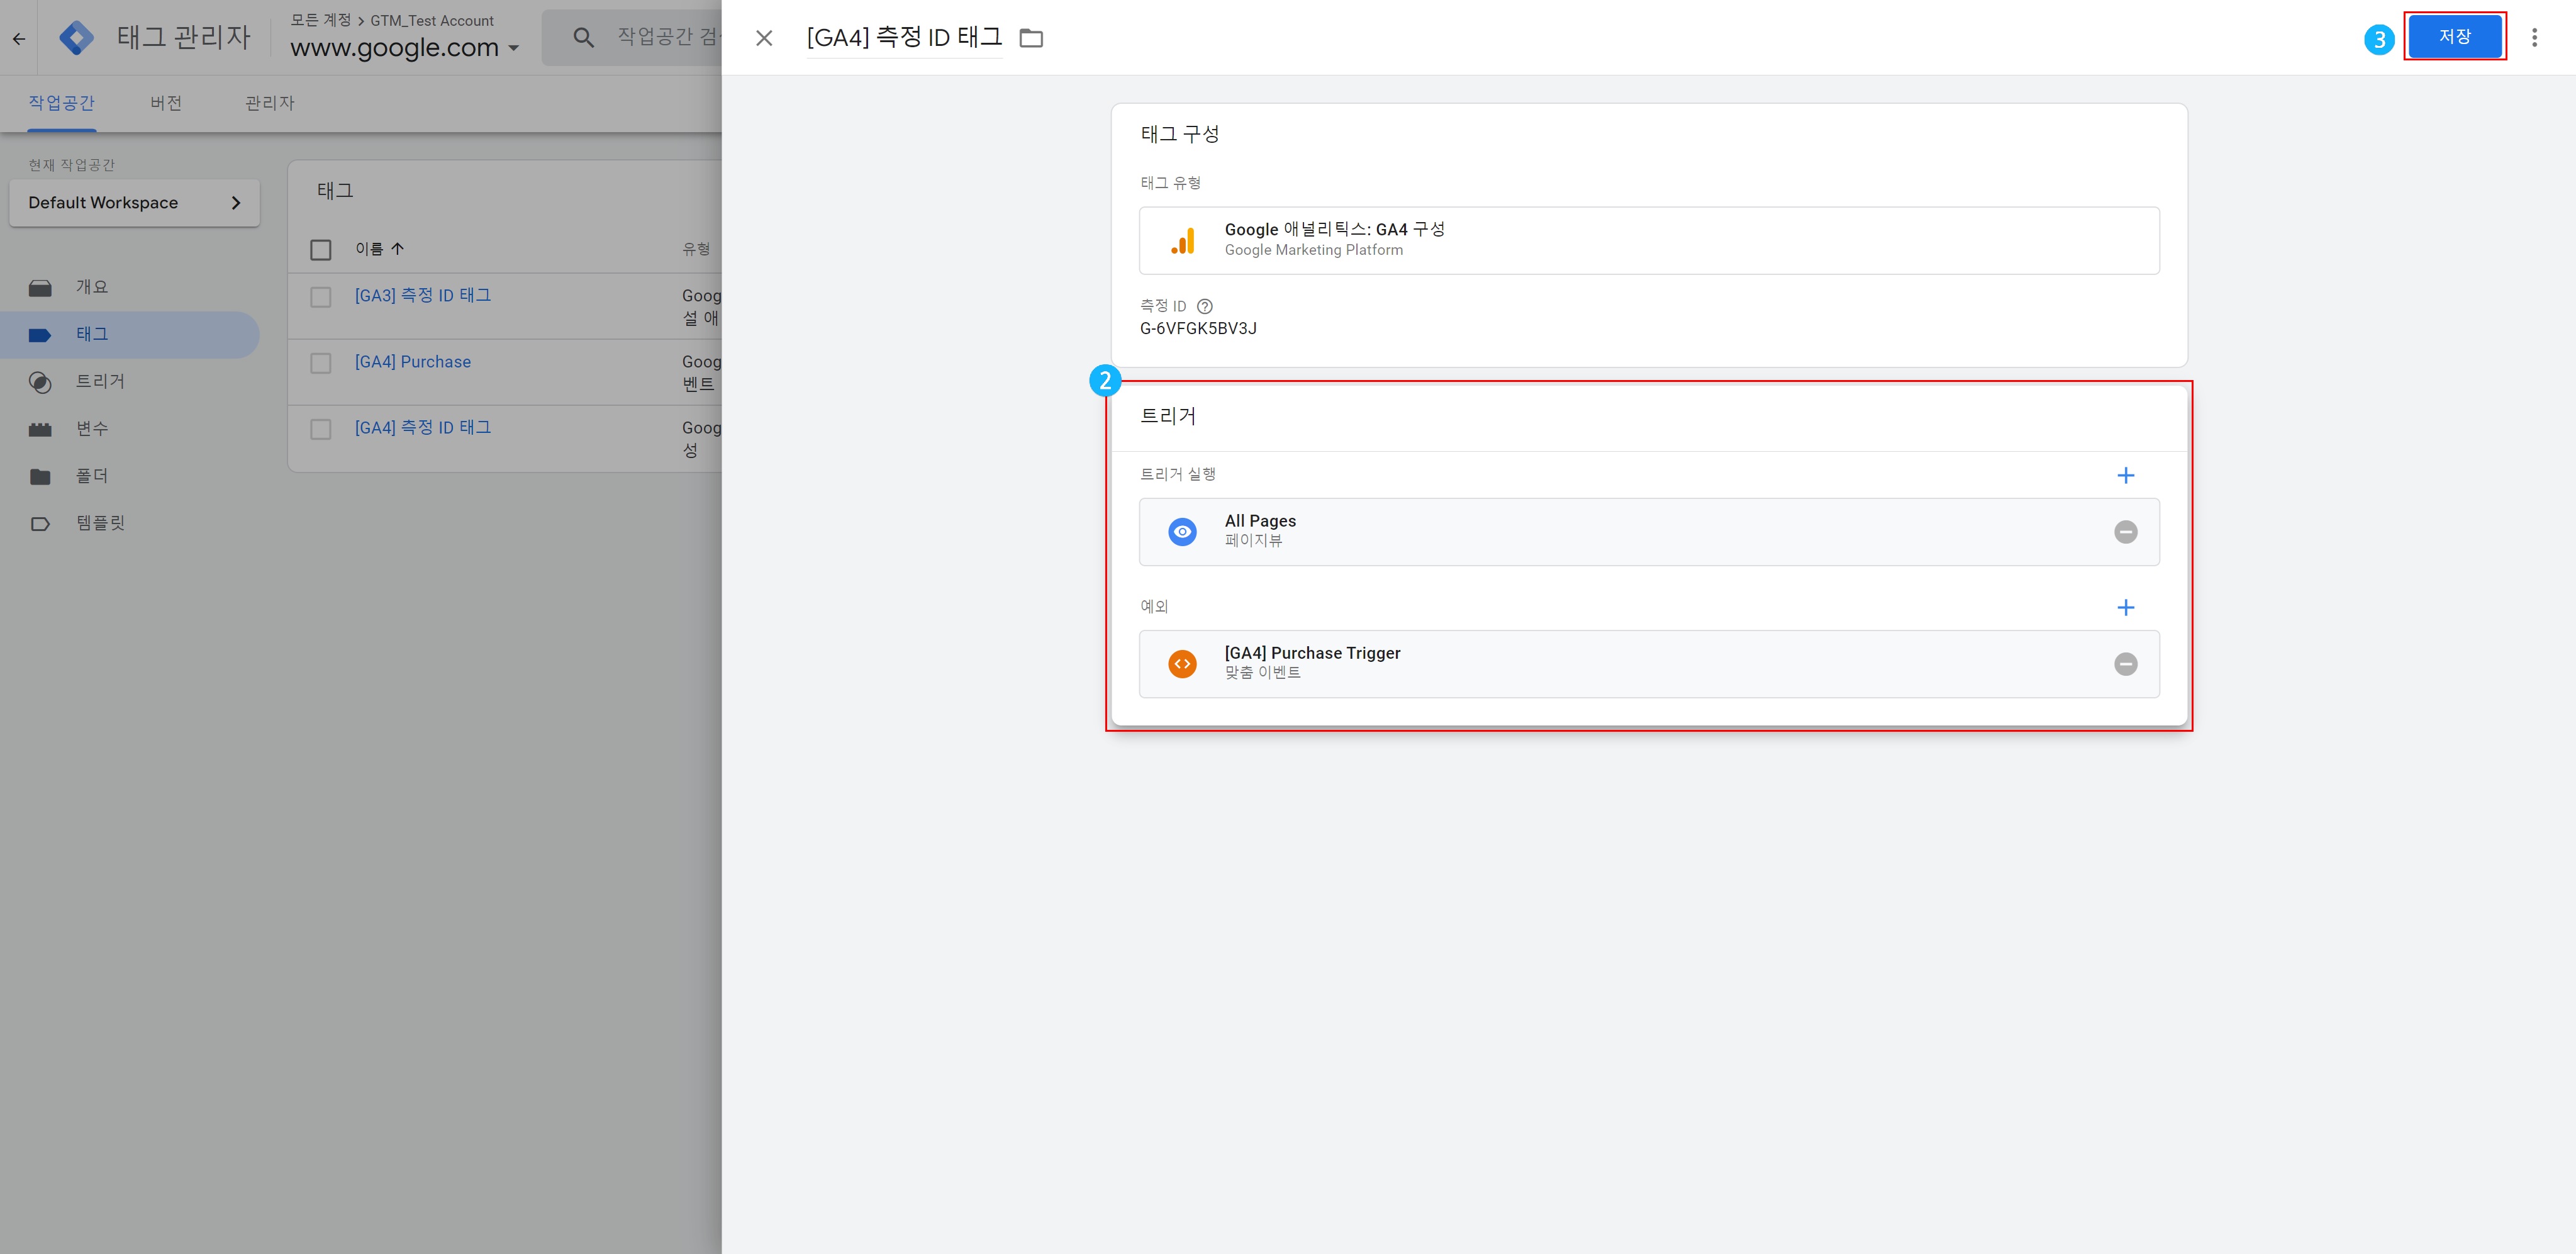 태그 관리자
모든 계정 > GTM_Test Account
www.google.com
작업공간 검
[GA4] 측정 ID 태그
3
저장
작업공간
버전
관리자
현재 작업공간
Default Workspace
개요
태그
트리거
변수
폴더
템플릿
태그
이름
유형
[GA3] 측정 ID 태그
Goog
설 애
[GA4] Purchase
Goog
벤트
[GA4] 측정 ID 태그
Goog
성
태그 구성
태그 유형
Google 애널리틱스: GA4 구성
Google Marketing Platform
측정 ID
G-6VFGK5BV3J
2
트리거
트리거 실행
All Pages
페이지뷰
예외
[GA4] Purchase Trigger
맞춤 이벤트